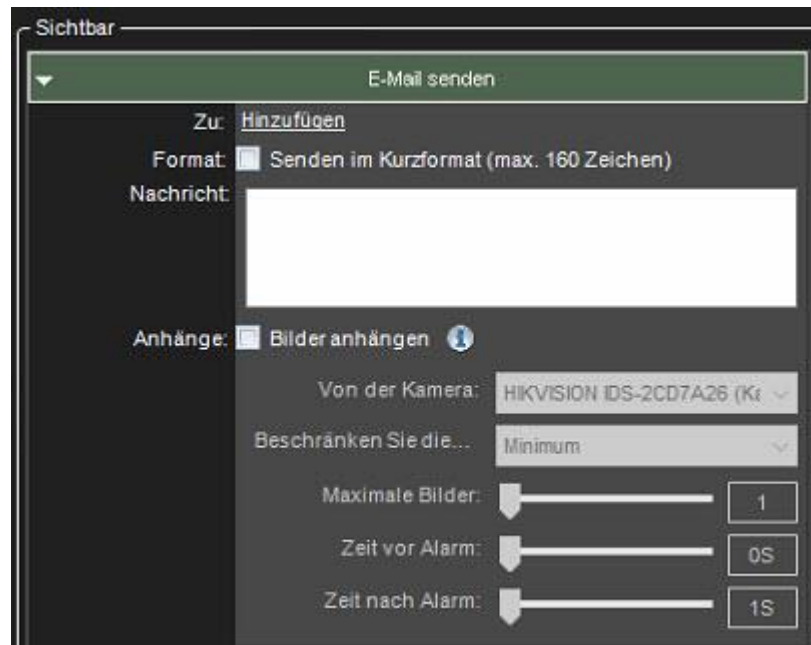 Sichtbar
E-Mail senden
Zu: Hinzufügen
Format: Senden im Kurzformat (max. 160 Zeichen)
Nachricht:
Anhänge: Bilder anhängen
Von der Kamera: HIKVISION IDS-2CD7A26 (Ka
Beschränken Sie die... Minimum
Maximale Bilder: 1
Zeit vor Alarm: 0S
Zeit nach Alarm: 1S